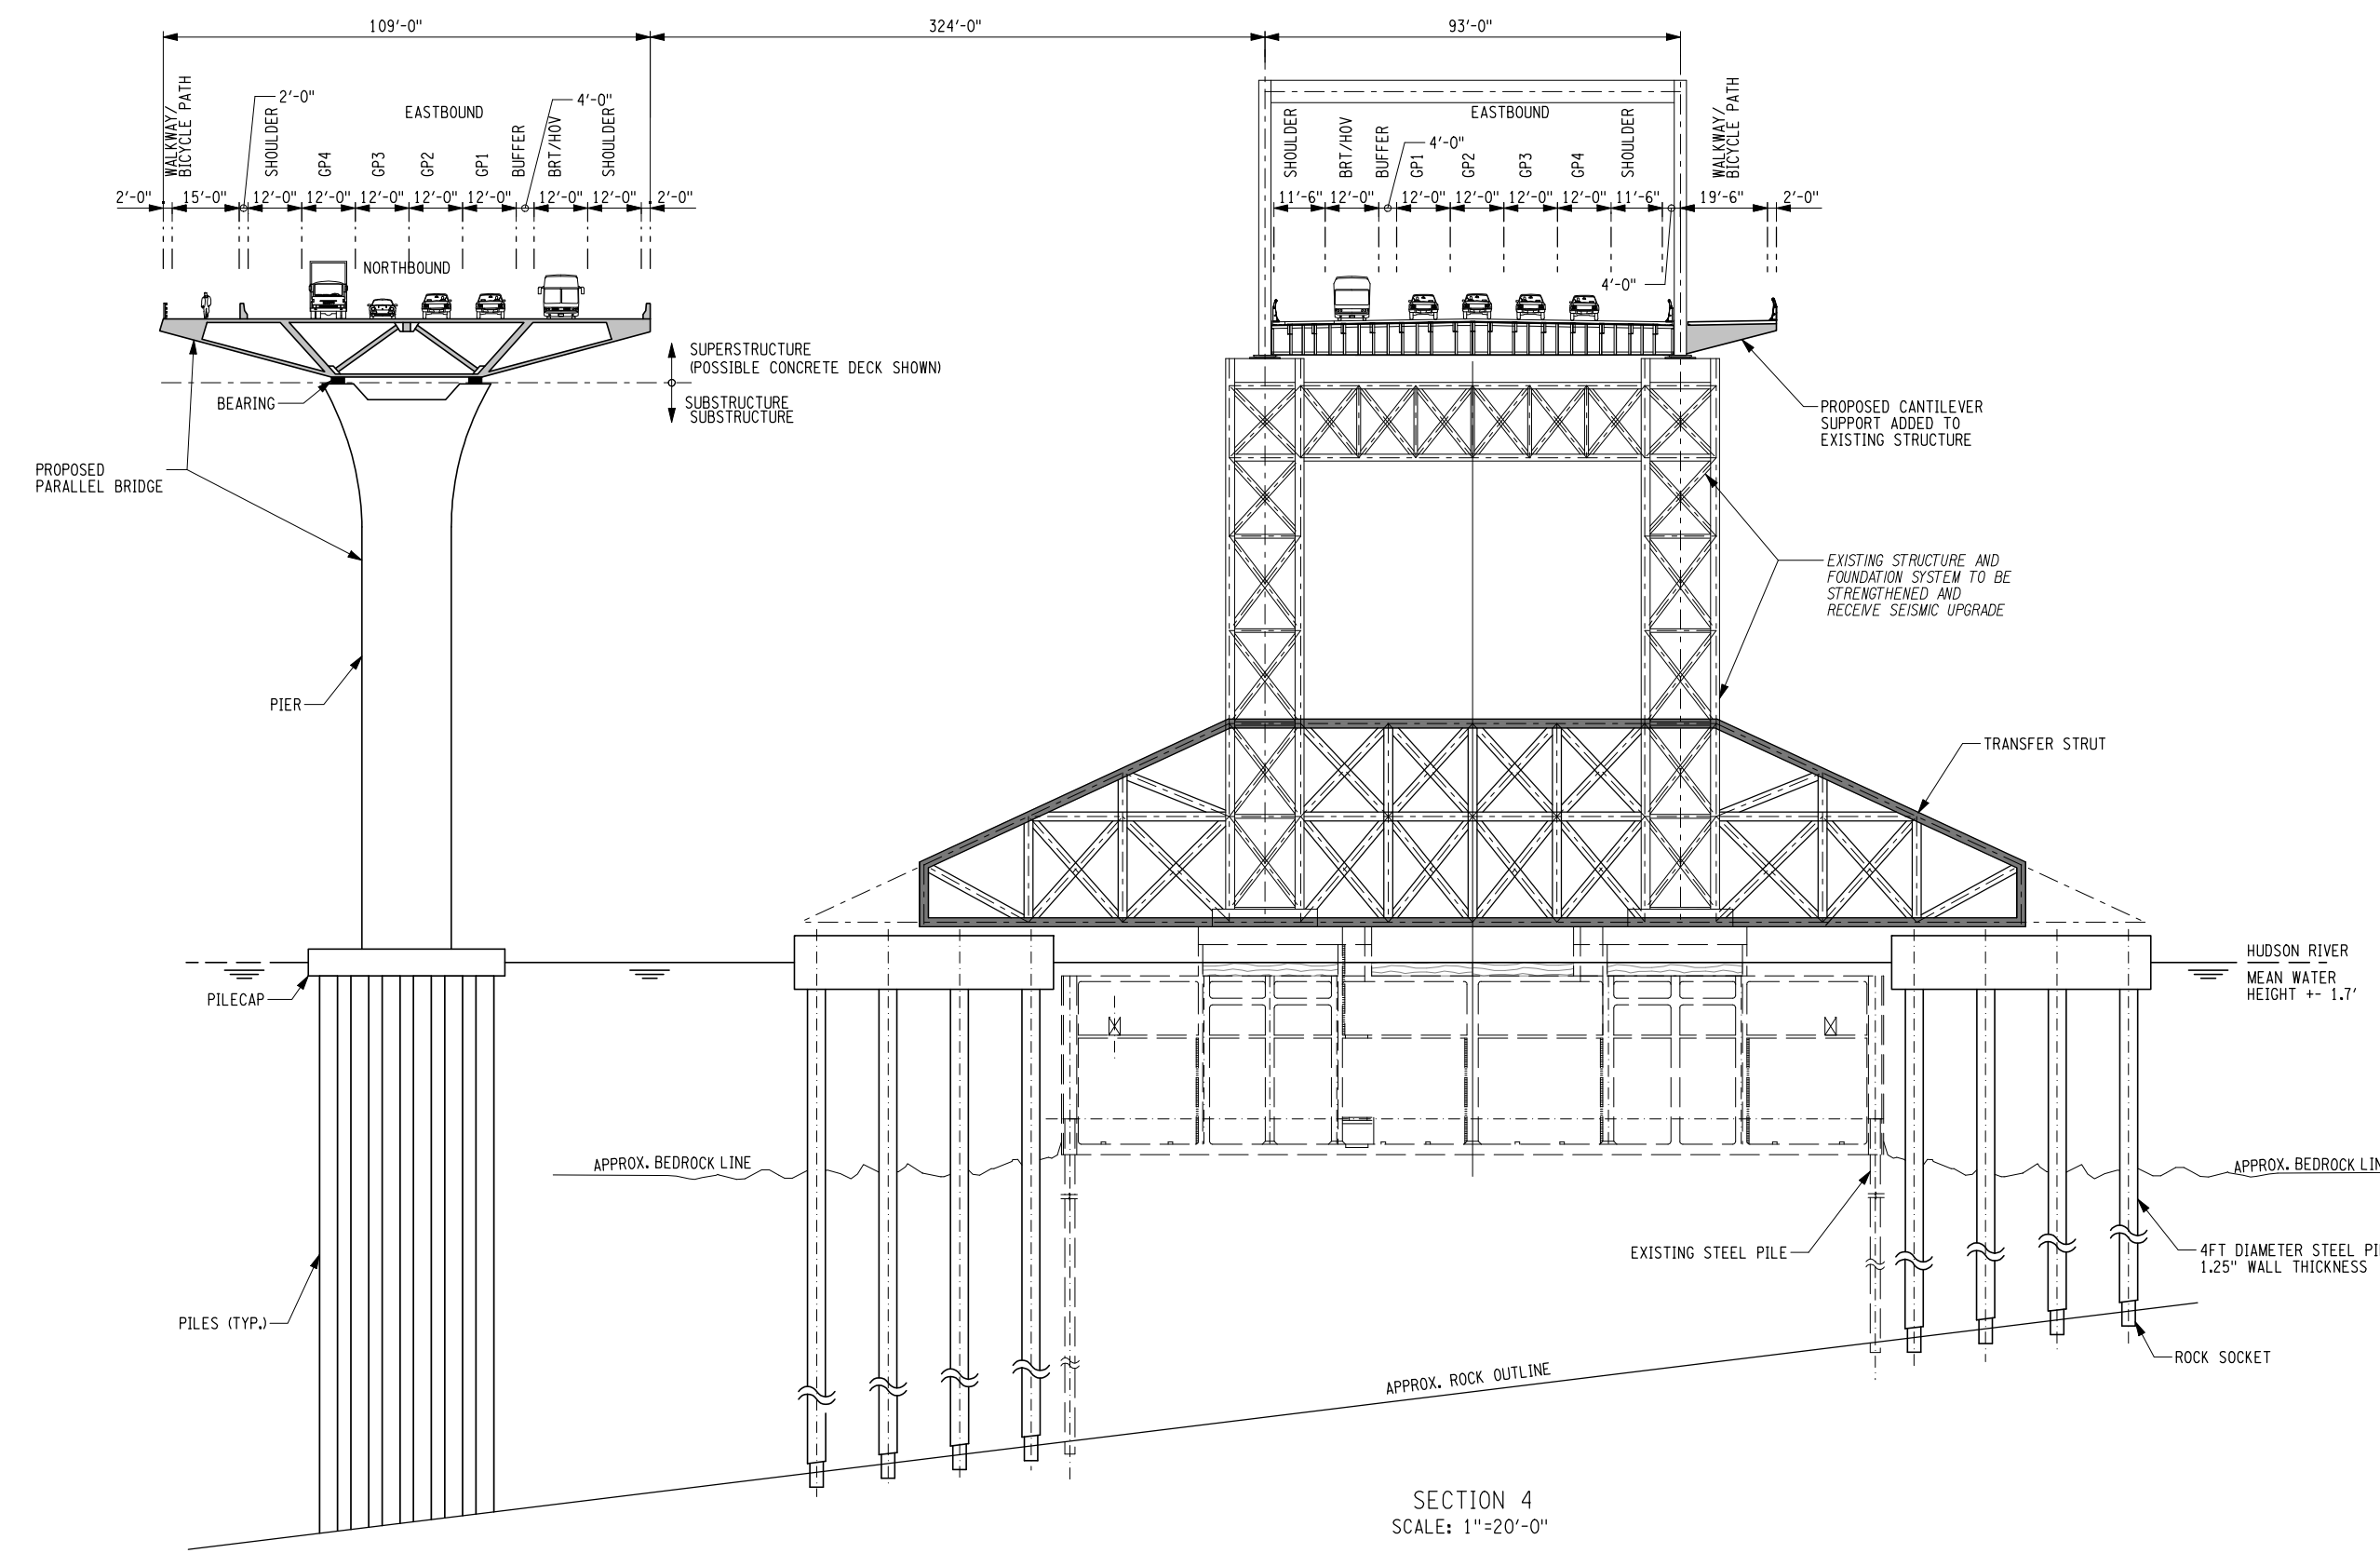 109'-0"
324'-0"
93'-0"
WALKWAY/
BICYCLE PATH
2'-0"
SHOULDER
GP4
GP3
EASTBOUND
GP2
GP1
BUFFER
4'-0"
BRT/HOV
SHOULDER
2'-0"
15'-0"
12'-0"
12'-0"
12'-0"
12'-0"
12'-0"
12'-0"
12'-0"
2'-0"
NORTHBOUND
SHOULDER
BRT/HOV
BUFFER
4'-0"
GP1
EASTBOUND
GP2
GP3
GP4
SHOULDER
WALKWAY/
BICYCLE PATH
11'-6"
12'-0"
12'-0"
12'-0"
12'-0"
12'-0"
11'-6"
19'-6"
2'-0"
4'-0"
SUPERSTRUCTURE
(POSSIBLE CONCRETE DECK SHOWN)
SUBSTRUCTURE
SUBSTRUCTURE
BEARING
PROPOSED
PARALLEL BRIDGE
PROPOSED CANTILEVER
SUPPORT ADDED TO
EXISTING STRUCTURE
EXISTING STRUCTURE AND
FOUNDATION SYSTEM TO BE
STRENGTHENED AND
RECEIVE SEISMIC UPGRADE
PIER
TRANSFER STRUT
HUDSON RIVER
MEAN WATER
HEIGHT +- 1.7'
PILECAP
APPROX. BEDROCK LINE
APPROX. BEDROCK LIN
EXISTING STEEL PILE
4FT DIAMETER STEEL PI
1.25" WALL THICKNESS
PILES (TYP.)
ROCK SOCKET
APPROX. ROCK OUTLINE
SECTION 4
SCALE: 1"=20'-0"